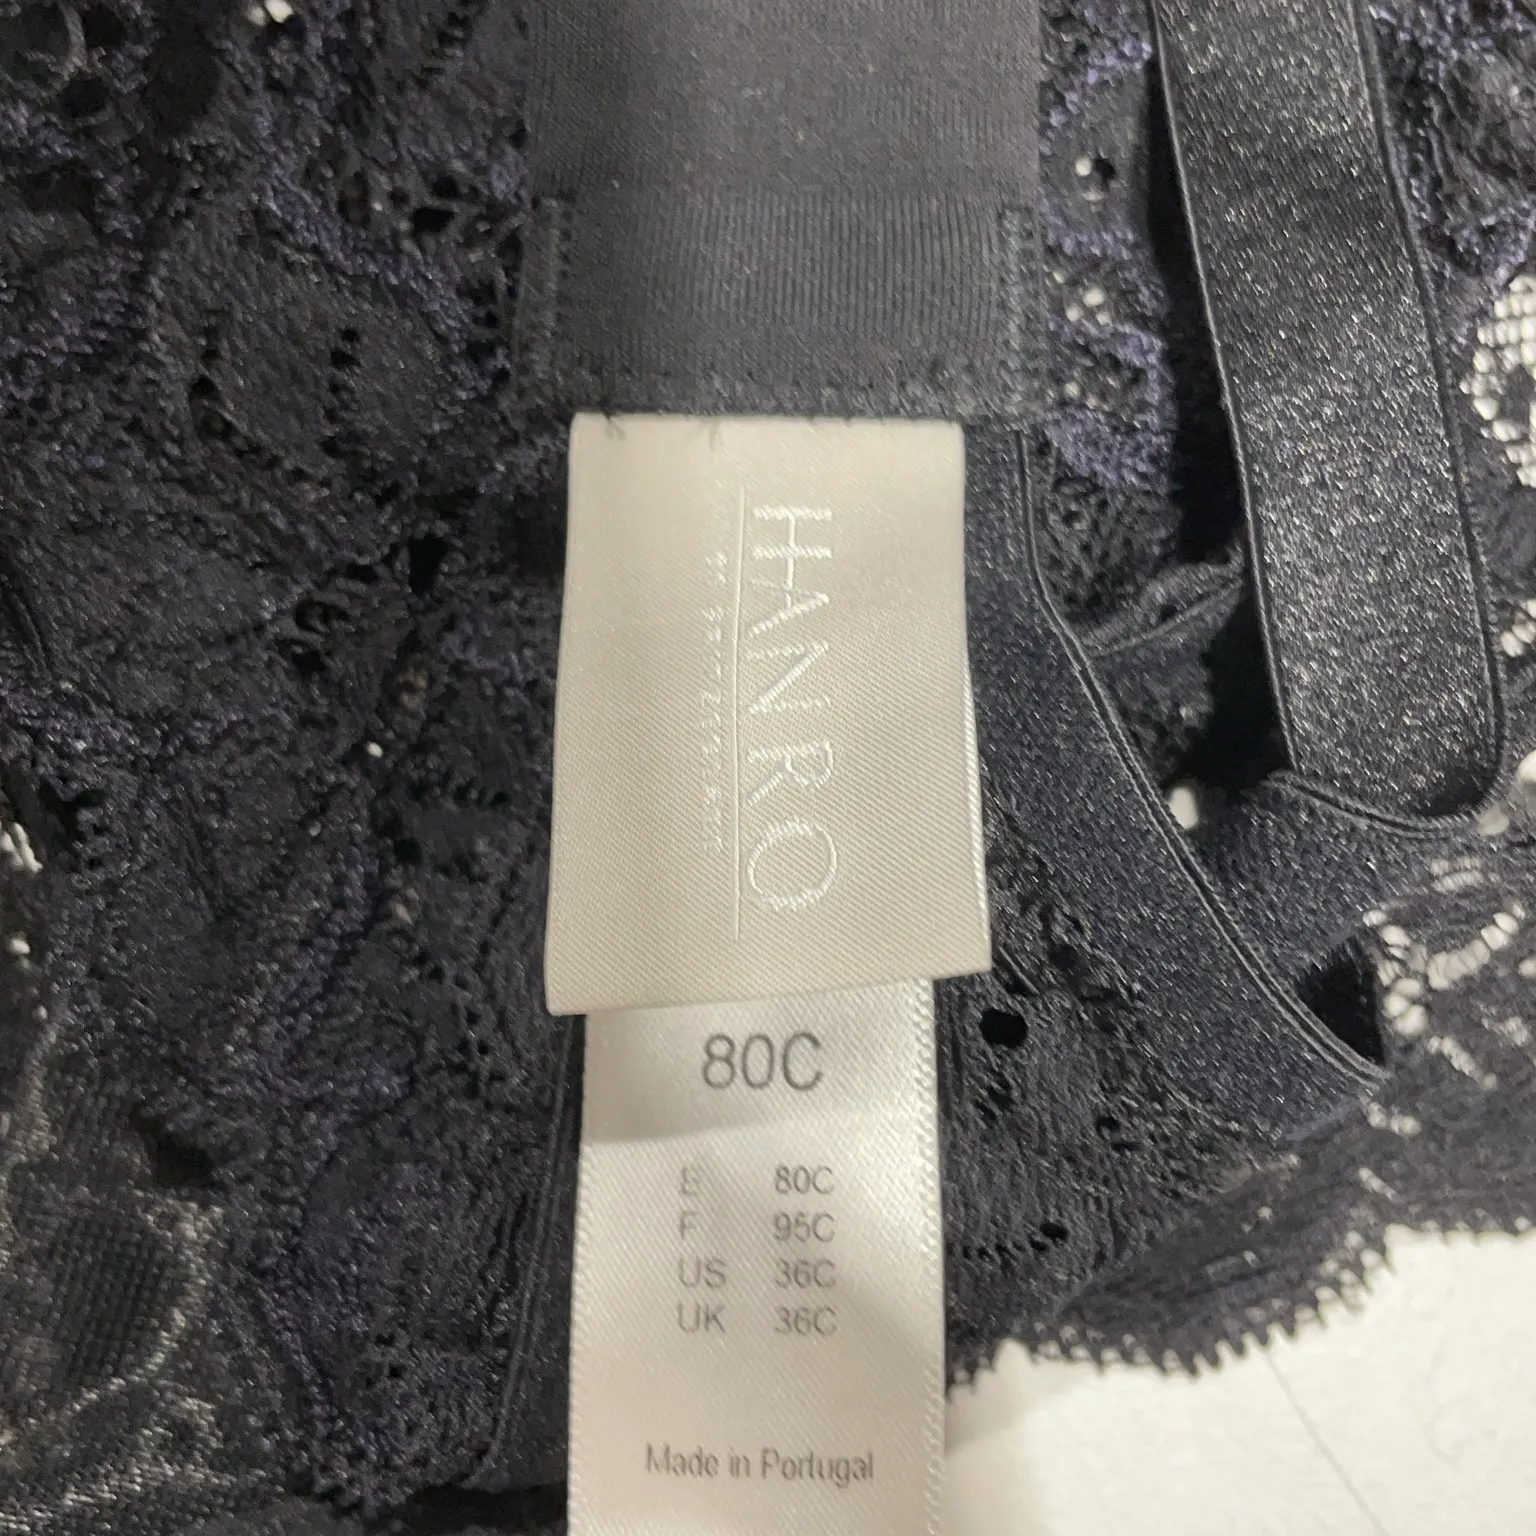 HANRO
80C
E 80C
F 95C
US 36C
UK 36C
Made in Portugal